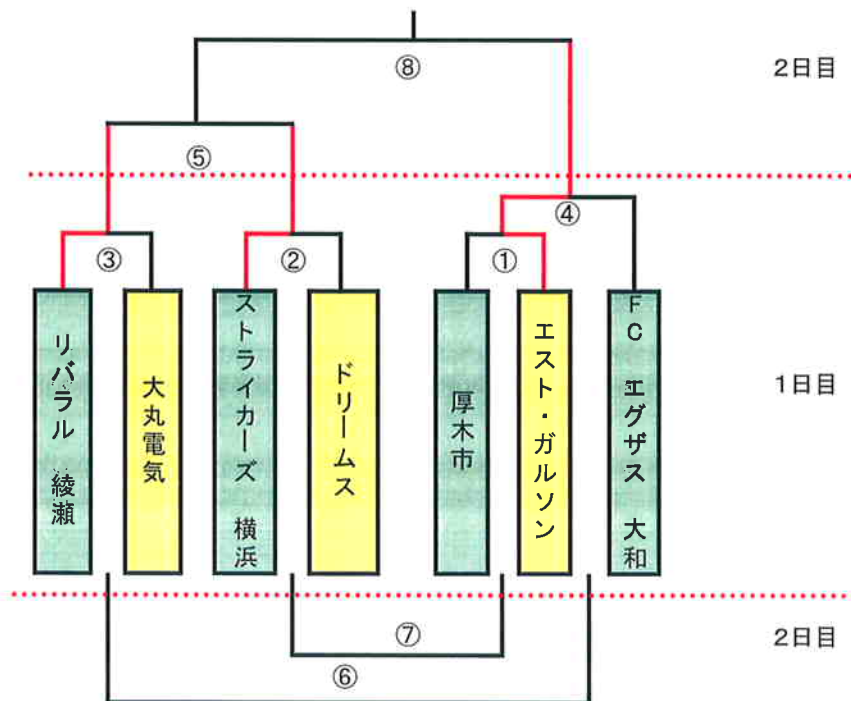 ⑧
2日目
⑤
④
③
②
①
リバラル 綾瀬
大丸電気
ストライカーズ 横浜
ドリームス
厚木市
エスト・ガルソン
FC エグザス 大和
1日目
⑦
2日目
⑥